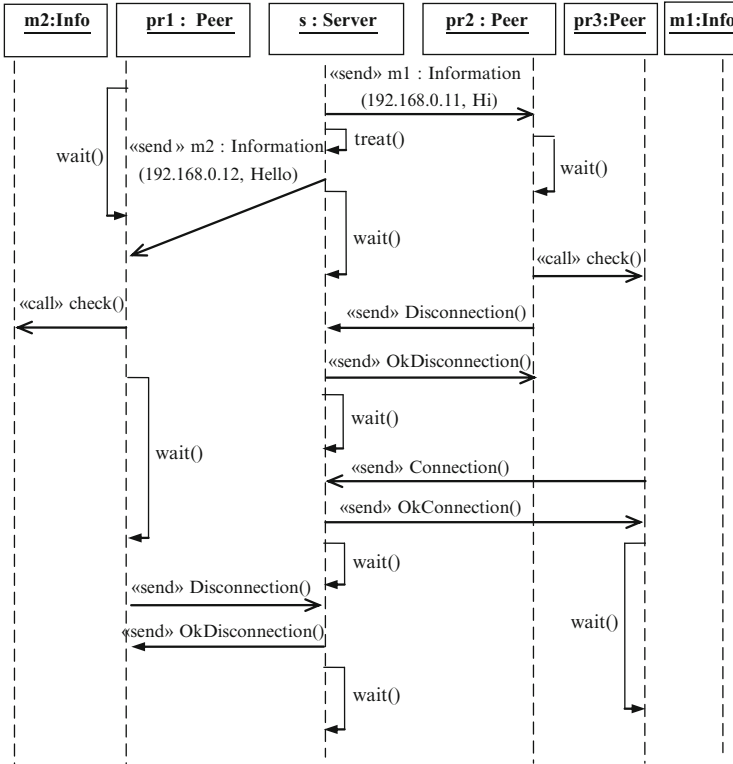 m2:Info
pr1 : Peer
s : Server
pr2 : Peer
pr3:Peer
m1:Info
«send» m1 : Information
(192.168.0.11, Hi)
treat()
wait()
«send» m2 : Information
(192.168.0.12, Hello)
wait()
wait()
«call» check()
«call» check()
«send» Disconnection()
«send» OkDisconnection()
wait()
wait()
«send» Connection()
«send» OkConnection()
wait()
«send» Disconnection()
wait()
«send» OkDisconnection()
wait()